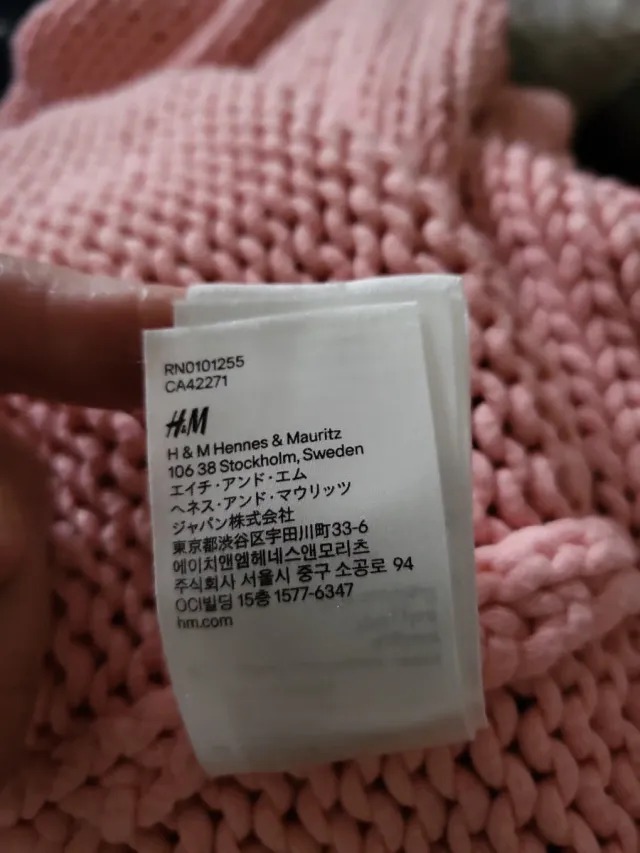 RN0101255
CA42271
H&M
H & M Hennes & Mauritz
106 38 Stockholm, Sweden
エイチ・アンド・エム
ヘネス・アンド・マウリッツ
ジャパン株式会社
東京都渋谷区宇田川町33-6
에이치앤엠헤네스앤모리츠
주식회사 서울시 중구 소공로 94
OCI빌딩 15층 1577-6347
hm.com